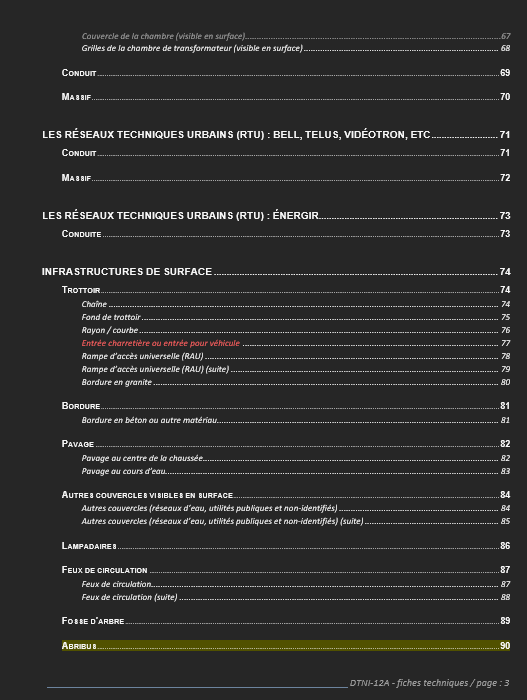 Couvercle de la chambre (visible en surface)...67
Grilles de la chambre de transformateur (visible en surface)...68
CONDUIT...69
MASSIF...70
LES RÉSEAUX TECHNIQUES URBAINS (RTU) : BELL, TELUS, VIDÉOTRON, ETC...71
CONDUIT...71
MASSIF...72
LES RÉSEAUX TECHNIQUES URBAINS (RTU) : ÉNERGIR...73
CONDUITE...73
INFRASTRUCTURES DE SURFACE...74
TROTTOIR...74
Chaîne...74
Fond de trottoir...75
Rayon / courbe...76
Entrée charretière ou entrée pour véhicule...77
Rampe d'accès universelle (RAU)...78
Rampe d'accès universelle (RAU) (suite)...79
Bordure en granite...80
BORDURE...81
Bordure en béton ou autre matériau...81
PAVAGE...82
Pavage au centre de la chaussée...82
Pavage au cours d'eau...83
AUTRES COUVERCLES VISIBLES EN SURFACE...84
Autres couvercles (réseaux d'eau, utilités publiques et non-identifiés)...84
Autres couvercles (réseaux d'eau, utilités publiques et non-identifiés) (suite)...85
LAMPADAIRES...86
FEUX DE CIRCULATION...87
Feux de circulation...87
Feux de circulation (suite)...88
FOSSE D'ARBRE...89
ABRIBUS...90
DTNI-12A - fiches techniques / page : 3